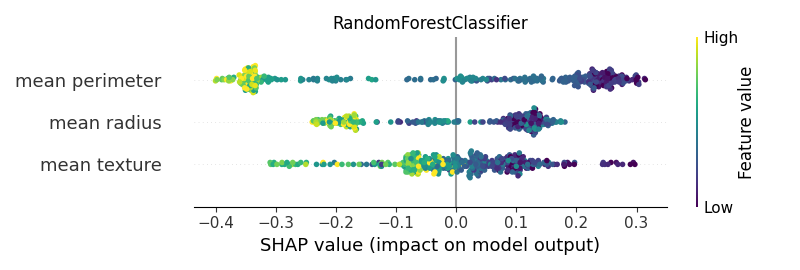 RandomForestClassifier
High
mean perimeter
mean radius
mean texture
Feature value
Low
−0.4 −0.3 −0.2 −0.1 0.0 0.1 0.2 0.3
SHAP value (impact on model output)